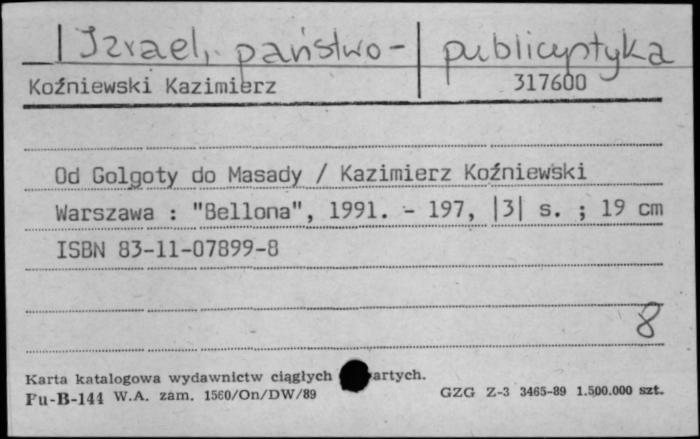 Izrael, państwo - publicystyka
Koźniewski Kazimierz 317600
Od Golgoty do Masady / Kazimierz Koźniewski
Warszawa : "Bellona", 1991. - 197, |3| s. ; 19 cm
ISBN 83-11-07899-8
8
Karta katalogowa wydawnictw ciągłych artych.
Pu-B-144 W.A. zam. 1560/On/DW/89 GZG Z-3 3465-89 1.500.000 szt.